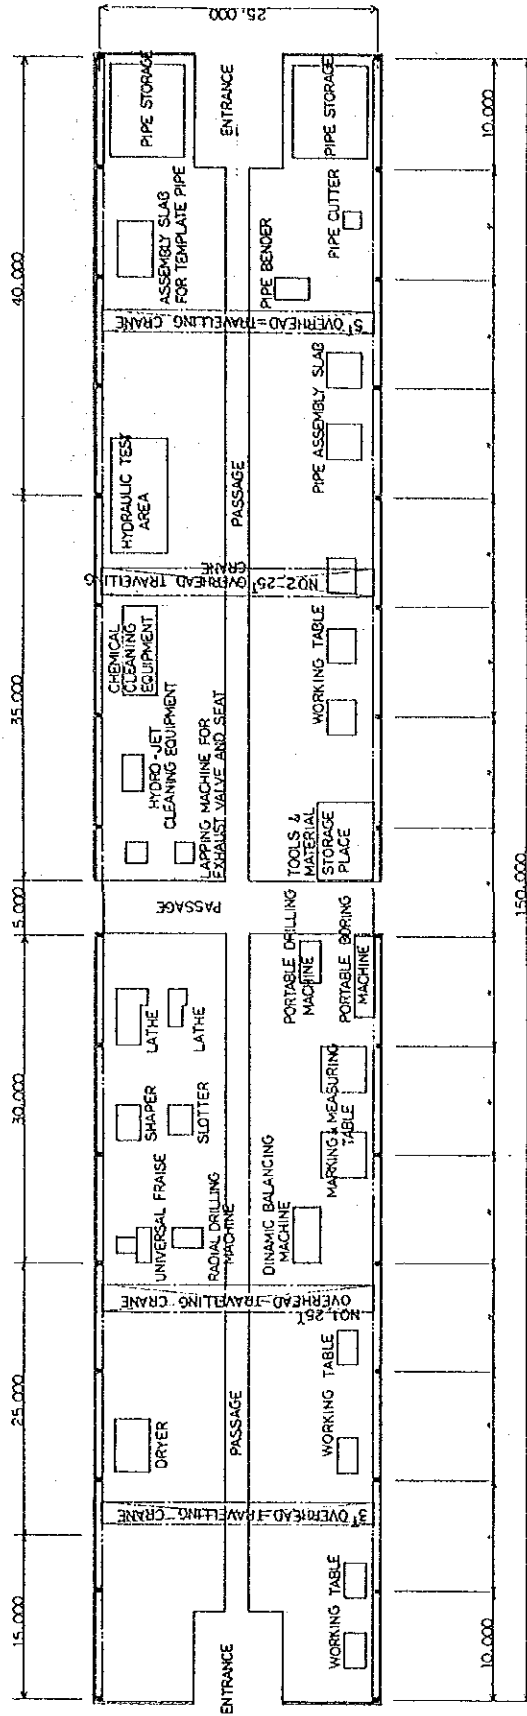 15,000
25,000
30,000
15,000
35,000
40,000
25,000
ENTRANCE
3T OVERHEAD-TRAVELLING CRANE
DRYER
PASSAGE
NO1, 25T
OVERHEAD-TRAVELLING CRANE
UNIVERSAL FRAISE
RADIAL DRILLING
MACHINE
SHAPER
SLOTTER
LATHE
LATHE
PASSAGE
LAPPING MACHINE FOR
EXHAUST VALVE AND SEAT
HYDRO-JET
CLEANING EQUIPMENT
CHEMICAL
CLEANING
EQUIPMENT
NO2, 25T OVERHEAD TRAVELLING
CRANE
HYDRAULIC TEST
AREA
PASSAGE
5T OVERHEAD=TRAVELLING CRANE
ASSEMBLY SLAB
FOR TEMPLATE PIPE
PIPE STORAGE
ENTRANCE
WORKING TABLE
WORKING TABLE
DINAMIC BALANCING
MACHINE
MARKING & MEASURING
TABLE
PORTABLE DRILLING
MACHINE
PORTABLE BORING
MACHINE
TOOLS &
MATERIAL
STORAGE
PLACE
WORKING TABLE
PIPE ASSEMBLY SLAB
PIPE BENDER
PIPE CUTTER
PIPE STORAGE
10,000
10,000
150,000